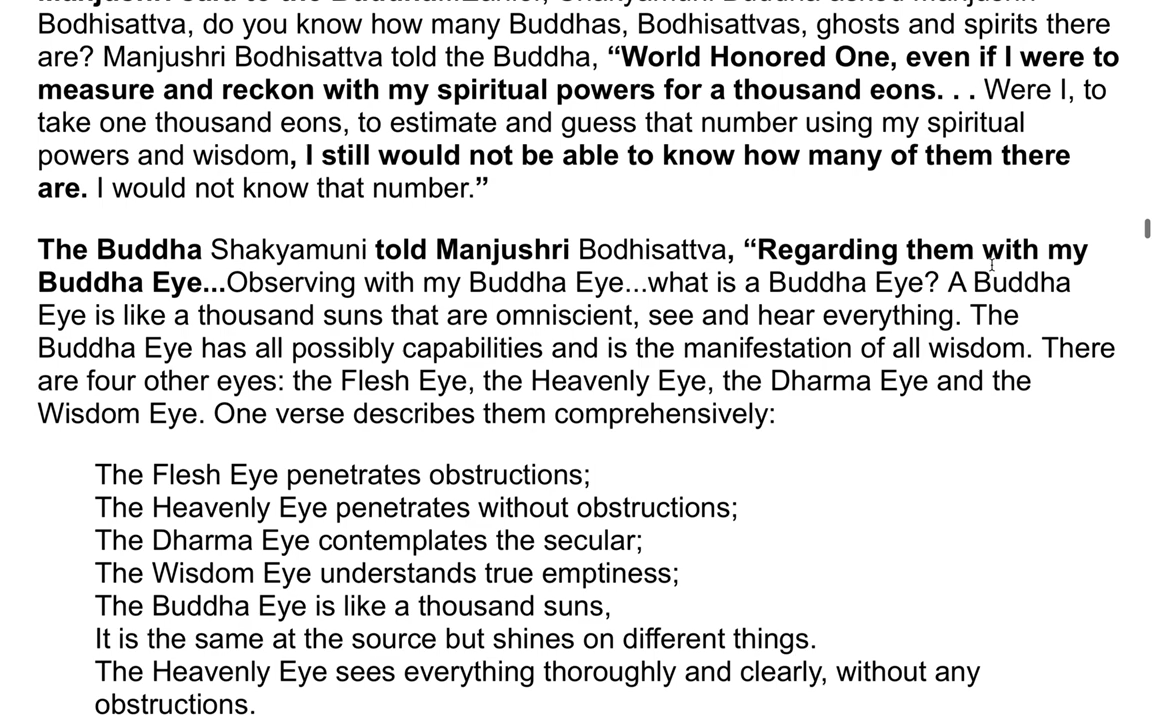 Manjushri said to the Buddha...Earlier, Shakyamuni Buddha asked Manjushri
Bodhisattva, do you know how many Buddhas, Bodhisattvas, ghosts and spirits there
are? Manjushri Bodhisattva told the Buddha, “World Honored One, even if I were to
measure and reckon with my spiritual powers for a thousand eons. . . Were I, to
take one thousand eons, to estimate and guess that number using my spiritual
powers and wisdom, I still would not be able to know how many of them there
are. I would not know that number.”
The Buddha Shakyamuni told Manjushri Bodhisattva, “Regarding them with my
Buddha Eye...Observing with my Buddha Eye...what is a Buddha Eye? A Buddha
Eye is like a thousand suns that are omniscient, see and hear everything. The
Buddha Eye has all possibly capabilities and is the manifestation of all wisdom. There
are four other eyes: the Flesh Eye, the Heavenly Eye, the Dharma Eye and the
Wisdom Eye. One verse describes them comprehensively:
The Flesh Eye penetrates obstructions;
The Heavenly Eye penetrates without obstructions;
The Dharma Eye contemplates the secular;
The Wisdom Eye understands true emptiness;
The Buddha Eye is like a thousand suns,
It is the same at the source but shines on different things.
The Heavenly Eye sees everything thoroughly and clearly, without any
obstructions.